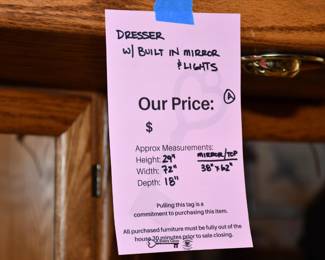 DRESSER
W/ BUILT IN MIRROR
& LIGHTS
Our Price: A
$
Approx Measurements:
Height: 29" MIRROR/TOP
Width: 72" 38" x 62"
Depth: 18"
Pulling this tag is a
commitment to purchasing this item.
All purchased furniture must be fully out of the
house 30 minutes prior to sale closing.